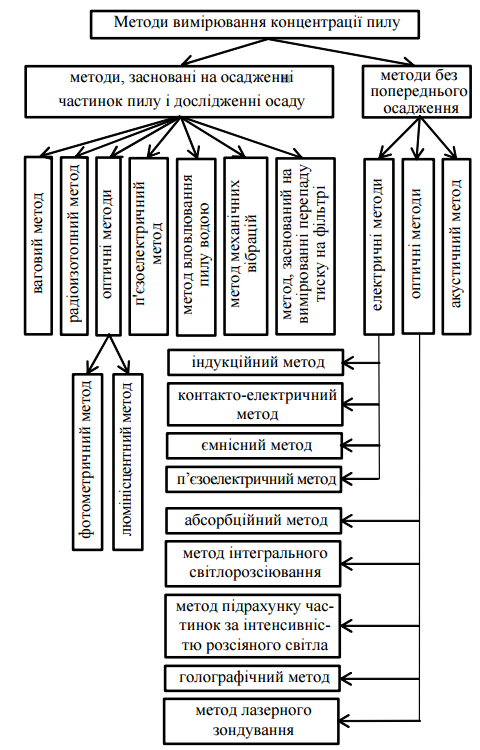 Методи вимірювання концентрації пилу
методи, засновані на осадженні
частинок пилу і дослідженні осаду
методи без
попереднього
осадження
ваговий метод
радіоизотопний метод
оптичні методи
п'єзоелектричний
метод
метод вловлювання
пилу водою
метод механічних
вібрацій
метод, заснований на
вимірюванні перепаду
тиску на фільтрі
електричні методи
оптичні методи
акустичний метод
фотометричний метод
люмінісцентний метод
індукційний метод
контакто-електричний
метод
ємнісний метод
п’єзоелектричний метод
абсорбційний метод
метод інтегрального
світлорозсіювання
метод підрахунку час-
тинок за інтенсивніс-
тю розсіяного світла
голографічний метод
метод лазерного
зондування